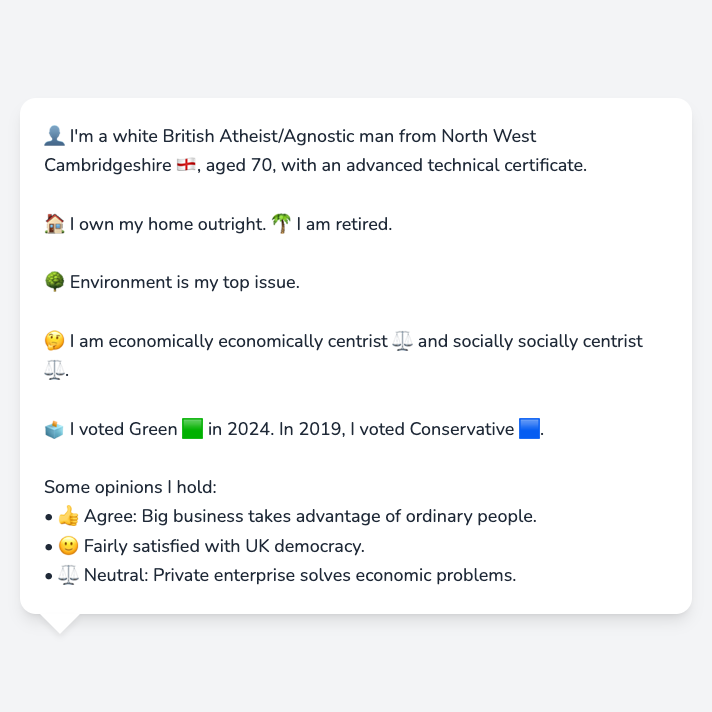 👤 I'm a white British Atheist/Agnostic man from North West
Cambridgeshire 🏴󠁧󠁢󠁥󠁮󠁧󠁿, aged 70, with an advanced technical certificate.
🏠 I own my home outright. 🌴 I am retired.
🌳 Environment is my top issue.
🤔 I am economically economically centrist ⚖️ and socially socially centrist
⚖️.
🗳️ I voted Green 🟩 in 2024. In 2019, I voted Conservative 🟦.
Some opinions I hold:
• 👍 Agree: Big business takes advantage of ordinary people.
• 🙂 Fairly satisfied with UK democracy.
• ⚖️ Neutral: Private enterprise solves economic problems.